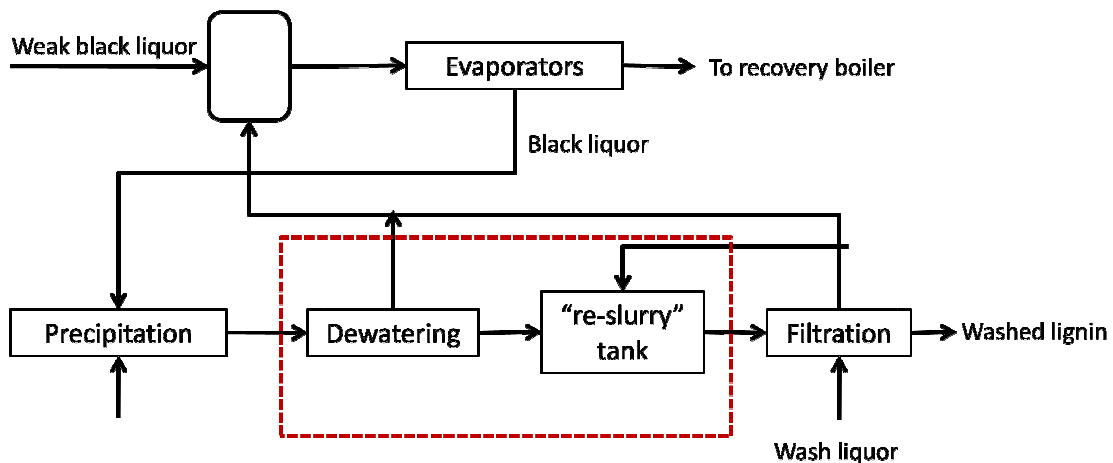 Weak black liquor
Evaporators
To recovery boiler
Black liquor
Precipitation
Dewatering
“re-slurry”
tank
Filtration
Washed lignin
Wash liquor